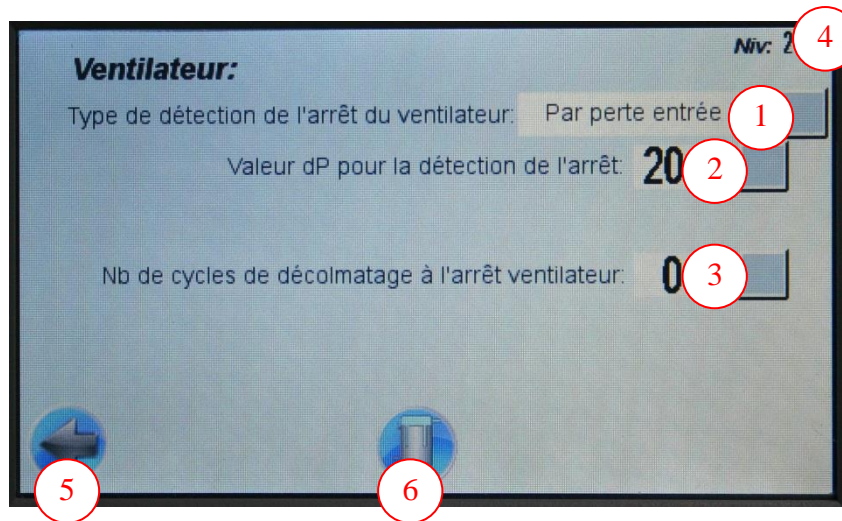 Niv: 2 4
Ventilateur:
Type de détection de l'arrêt du ventilateur: Par perte entrée 1
Valeur dP pour la détection de l'arrêt: 20 2
Nb de cycles de décolmatage à l'arrêt ventilateur: 0 3
5 6